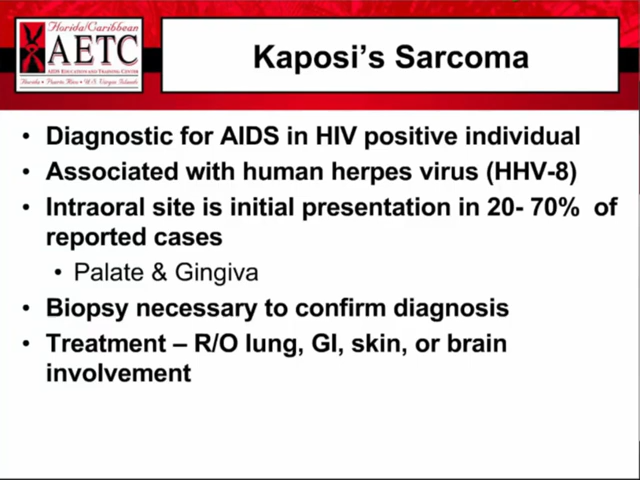 Florida/Caribbean
AETC
AIDS EDUCATION AND TRAINING CENTER
Florida • Puerto Rico • U.S. Virgin Islands
Kaposi's Sarcoma
• Diagnostic for AIDS in HIV positive individual
• Associated with human herpes virus (HHV-8)
• Intraoral site is initial presentation in 20- 70% of
reported cases
• Palate & Gingiva
• Biopsy necessary to confirm diagnosis
• Treatment – R/O lung, GI, skin, or brain
involvement